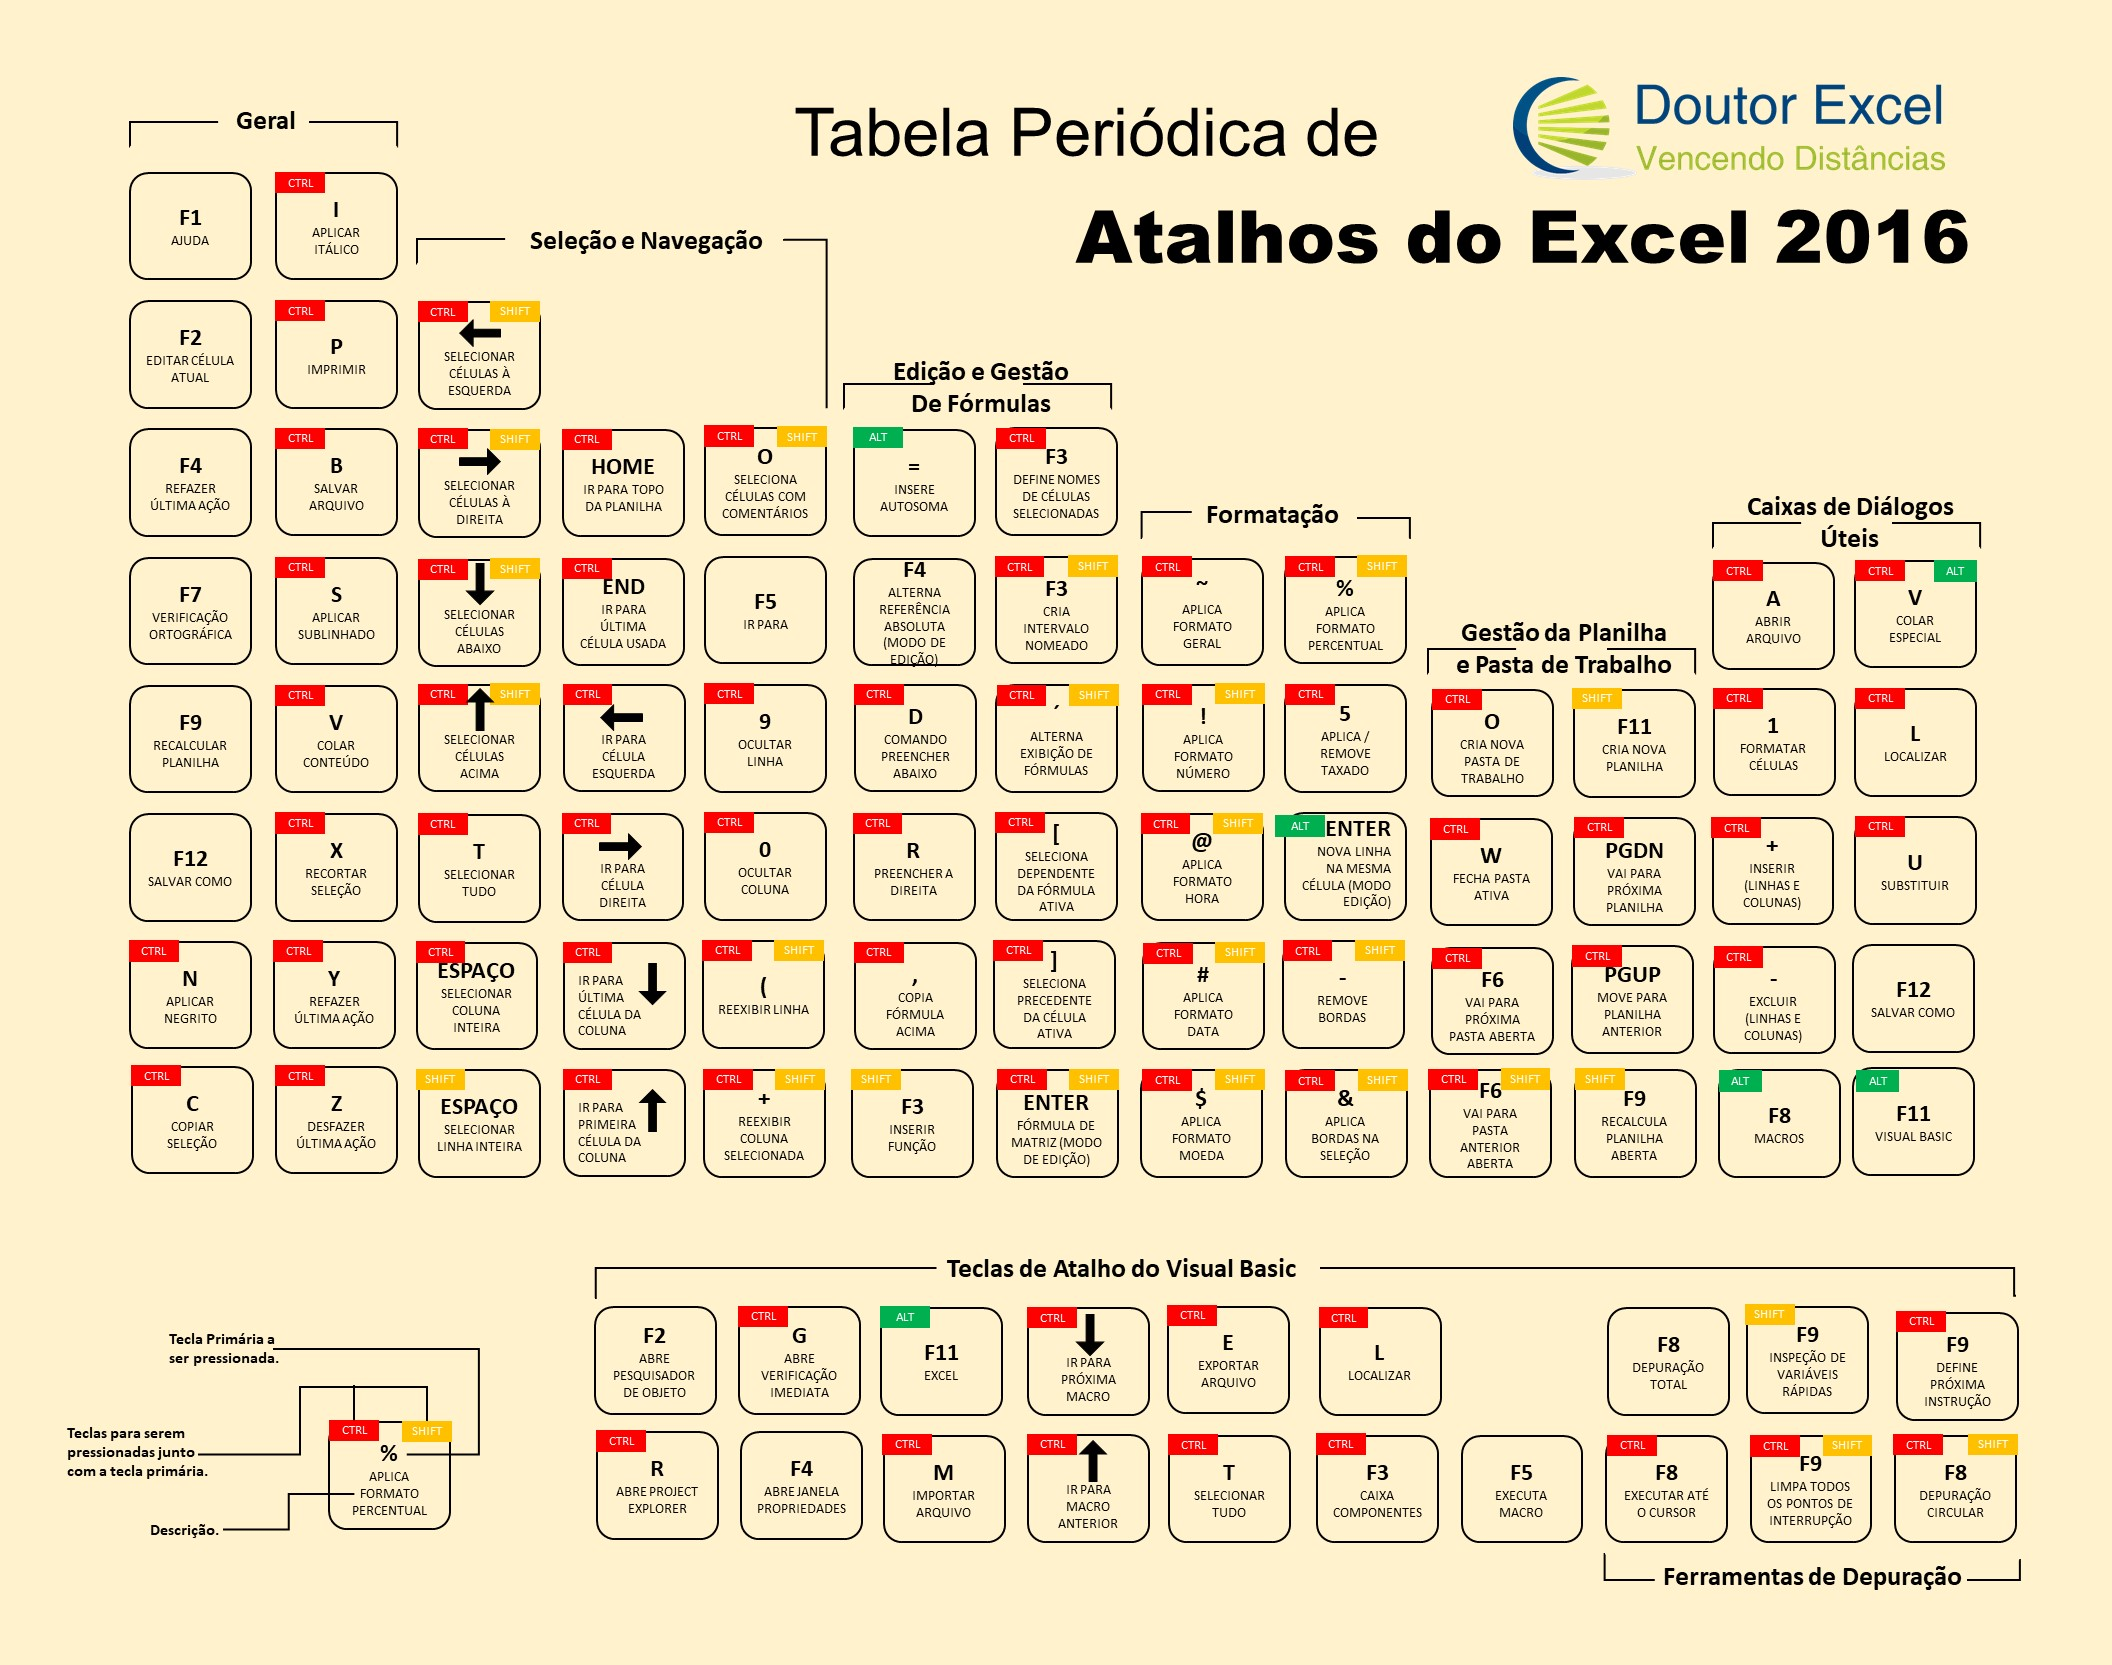 Tabela Periódica de
Doutor Excel
Vencendo Distâncias
Atalhos do Excel 2016
Geral
F1
AJUDA
CTRL
I
APLICAR
ITÁLICO
Seleção e Navegação
F2
EDITAR CÉLULA
ATUAL
CTRL
P
IMPRIMIR
CTRL SHIFT
SELECIONAR
CÉLULAS À
ESQUERDA
Edição e Gestão
De Fórmulas
F4
REFAZER
ÚLTIMA AÇÃO
CTRL
B
SALVAR
ARQUIVO
CTRL SHIFT
SELECIONAR
CÉLULAS À
DIREITA
CTRL
HOME
IR PARA TOPO
DA PLANILHA
CTRL SHIFT
O
SELECIONA
CÉLULAS COM
COMENTÁRIOS
ALT
=
INSERE
AUTOSOMA
CTRL
F3
DEFINE NOMES
DE CÉLULAS
SELECIONADAS
Formatação
Caixas de Diálogos
Úteis
F7
VERIFICAÇÃO
ORTOGRÁFICA
CTRL
S
APLICAR
SUBLINHADO
CTRL SHIFT
SELECIONAR
CÉLULAS
ABAIXO
CTRL
END
IR PARA
ÚLTIMA
CÉLULA USADA
F5
IR PARA
F4
ALTERNA
REFERÊNCIA
ABSOLUTA
(MODO DE
EDIÇÃO)
CTRL SHIFT
F3
CRIA
INTERVALO
NOMEADO
CTRL
~
APLICA
FORMATO
GERAL
CTRL SHIFT
%
APLICA
FORMATO
PERCENTUAL
Gestão da Planilha
e Pasta de Trabalho
CTRL
A
ABRIR
ARQUIVO
CTRL ALT
V
COLAR
ESPECIAL
F9
RECALCULAR
PLANILHA
CTRL
V
COLAR
CONTEÚDO
CTRL SHIFT
SELECIONAR
CÉLULAS
ACIMA
CTRL
IR PARA
CÉLULA
ESQUERDA
CTRL
9
OCULTAR
LINHA
CTRL
D
COMANDO
PREENCHER
ABAIXO
CTRL SHIFT
´
ALTERNA
EXIBIÇÃO DE
FÓRMULAS
CTRL SHIFT
!
APLICA
FORMATO
NÚMERO
CTRL
5
APLICA /
REMOVE
TAXADO
CTRL
O
CRIA NOVA
PASTA DE
TRABALHO
SHIFT
F11
CRIA NOVA
PLANILHA
CTRL
1
FORMATAR
CÉLULAS
CTRL
L
LOCALIZAR
F12
SALVAR COMO
CTRL
X
RECORTAR
SELEÇÃO
CTRL
T
SELECIONAR
TUDO
CTRL
IR PARA
CÉLULA
DIREITA
CTRL
0
OCULTAR
COLUNA
CTRL
R
PREENCHER A
DIREITA
CTRL
[
SELECIONA
DEPENDENTE
DA FÓRMULA
ATIVA
CTRL SHIFT
@
APLICA
FORMATO
HORA
ALT
ENTER
NOVA LINHA
NA MESMA
CÉLULA (MODO
EDIÇÃO)
CTRL
W
FECHA PASTA
ATIVA
CTRL
PGDN
VAI PARA
PRÓXIMA
PLANILHA
CTRL
+
INSERIR
(LINHAS E
COLUNAS)
CTRL
U
SUBSTITUIR
CTRL
N
APLICAR
NEGRITO
CTRL
Y
REFAZER
ÚLTIMA AÇÃO
CTRL
ESPAÇO
SELECIONAR
COLUNA
INTEIRA
CTRL
IR PARA
ÚLTIMA
CÉLULA DA
COLUNA
CTRL SHIFT
(
REEXIBIR LINHA
CTRL
,
COPIA
FÓRMULA
ACIMA
CTRL
]
SELECIONA
PRECEDENTE
DA CÉLULA
ATIVA
CTRL SHIFT
#
APLICA
FORMATO
DATA
CTRL SHIFT
-
REMOVE
BORDAS
CTRL
F6
VAI PARA
PRÓXIMA
PASTA ABERTA
CTRL
PGUP
MOVE PARA
PLANILHA
ANTERIOR
CTRL
-
EXCLUIR
(LINHAS E
COLUNAS)
F12
SALVAR COMO
CTRL
C
COPIAR
SELEÇÃO
CTRL
Z
DESFAZER
ÚLTIMA AÇÃO
SHIFT
ESPAÇO
SELECIONAR
LINHA INTEIRA
CTRL
IR PARA
PRIMEIRA
CÉLULA DA
COLUNA
CTRL SHIFT
+
REEXIBIR
COLUNA
SELECIONADA
SHIFT
F3
INSERIR
FUNÇÃO
CTRL SHIFT
ENTER
FÓRMULA DE
MATRIZ (MODO
DE EDIÇÃO)
CTRL SHIFT
$
APLICA
FORMATO
MOEDA
CTRL SHIFT
&
APLICA
BORDAS NA
SELEÇÃO
CTRL SHIFT
F6
VAI PARA
PASTA
ANTERIOR
ABERTA
SHIFT
F9
RECALCULA
PLANILHA
ABERTA
ALT
F8
MACROS
ALT
F11
VISUAL BASIC
Teclas de Atalho do Visual Basic
F2
ABRE
PESQUISADOR
DE OBJETO
CTRL
G
ABRE
VERIFICAÇÃO
IMEDIATA
ALT
F11
EXCEL
CTRL
IR PARA
PRÓXIMA
MACRO
CTRL
E
EXPORTAR
ARQUIVO
CTRL
L
LOCALIZAR
F8
DEPURAÇÃO
TOTAL
SHIFT
F9
INSPEÇÃO DE
VARIÁVEIS
RÁPIDAS
CTRL
F9
DEFINE
PRÓXIMA
INSTRUÇÃO
CTRL
R
ABRE PROJECT
EXPLORER
F4
ABRE JANELA
PROPRIEDADES
CTRL
M
IMPORTAR
ARQUIVO
CTRL
IR PARA
MACRO
ANTERIOR
CTRL
T
SELECIONAR
TUDO
CTRL
F3
CAIXA
COMPONENTES
F5
EXECUTA
MACRO
CTRL
F8
EXECUTAR ATÉ
O CURSOR
CTRL SHIFT
F9
LIMPA TODOS
OS PONTOS DE
INTERRUPÇÃO
CTRL SHIFT
F8
DEPURAÇÃO
CIRCULAR
Ferramentas de Depuração
Tecla Primária a
ser pressionada.
Teclas para serem
pressionadas junto
com a tecla primária.
Descrição.
CTRL SHIFT
%
APLICA
FORMATO
PERCENTUAL